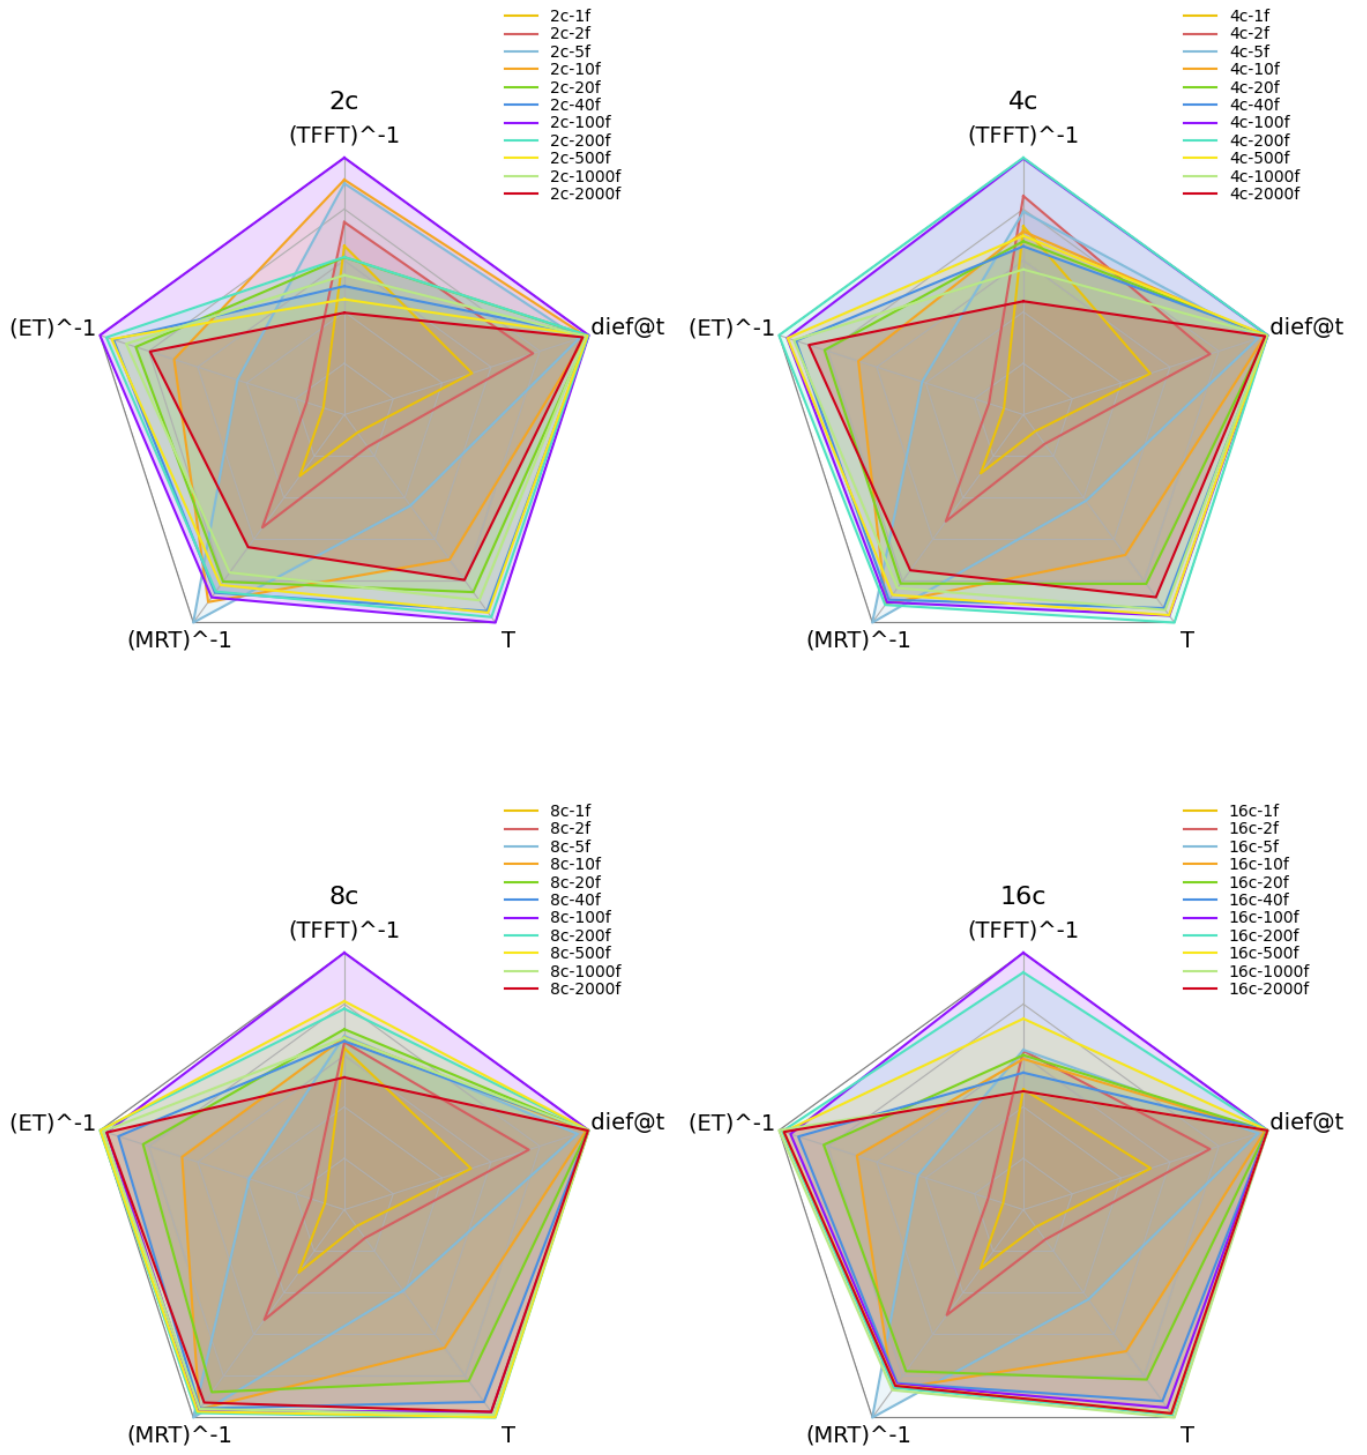 2c-1f
2c-2f
2c-5f
2c-10f
2c-20f
2c-40f
2c-100f
2c-200f
2c-500f
2c-1000f
2c-2000f
2c
(TFFT)^-1
(ET)^-1
dief@t
(MRT)^-1
T
4c-1f
4c-2f
4c-5f
4c-10f
4c-20f
4c-40f
4c-100f
4c-200f
4c-500f
4c-1000f
4c-2000f
4c
(TFFT)^-1
(ET)^-1
dief@t
(MRT)^-1
T
8c-1f
8c-2f
8c-5f
8c-10f
8c-20f
8c-40f
8c-100f
8c-200f
8c-500f
8c-1000f
8c-2000f
8c
(TFFT)^-1
(ET)^-1
dief@t
(MRT)^-1
T
16c-1f
16c-2f
16c-5f
16c-10f
16c-20f
16c-40f
16c-100f
16c-200f
16c-500f
16c-1000f
16c-2000f
16c
(TFFT)^-1
(ET)^-1
dief@t
(MRT)^-1
T